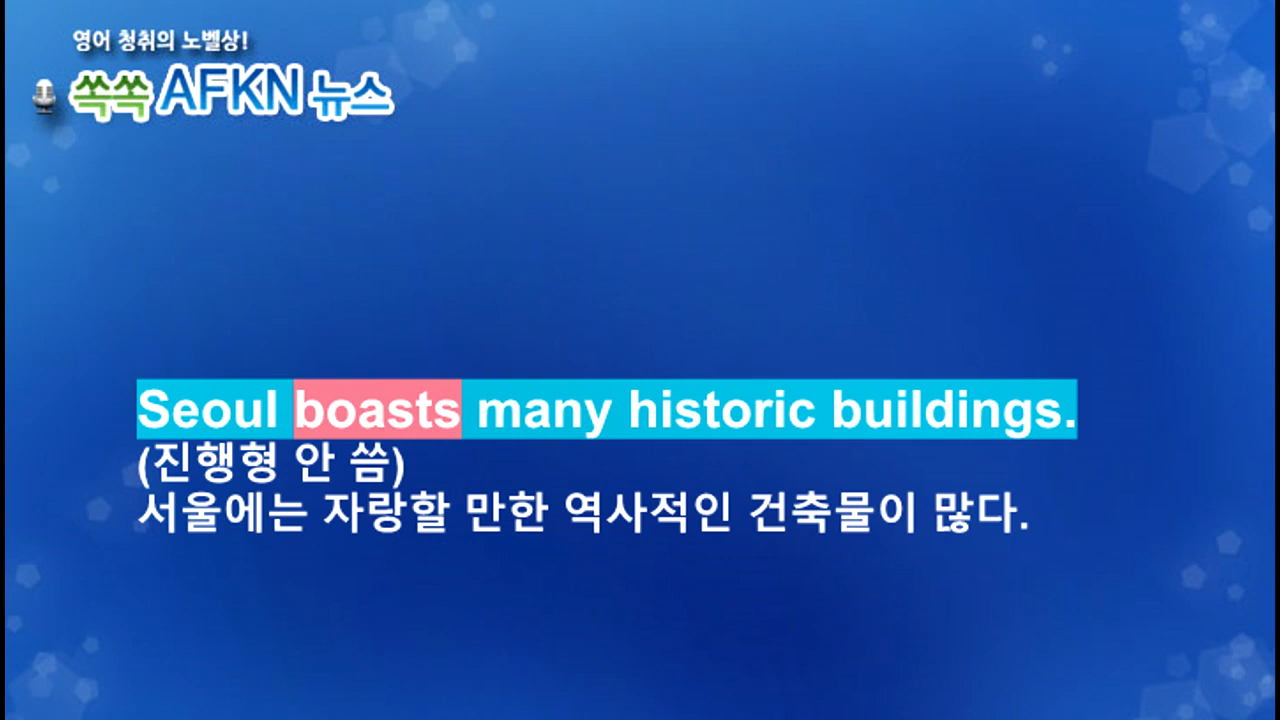 영어 청취의 노벨상!
쏙쏙 AFKN 뉴스
Seoul boasts many historic buildings.
(진행형 안 씀)
서울에는 자랑할 만한 역사적인 건축물이 많다.